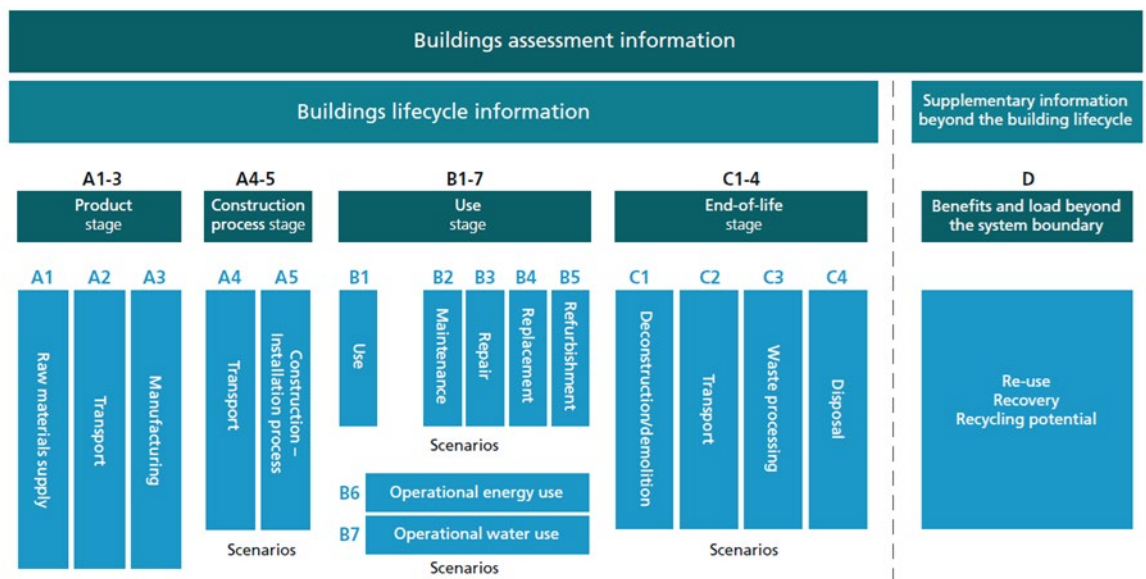 Buildings assessment information
Buildings lifecycle information
Supplementary information
beyond the building lifecycle
A1-3
Product
stage
A4-5
Construction
process stage
B1-7
Use
stage
C1-4
End-of-life
stage
D
Benefits and load beyond
the system boundary
A1
Raw materials supply
A2
Transport
A3
Manufacturing
A4
Transport
A5
Construction –
Installation process
Scenarios
B1
Use
B2
Maintenance
B3
Repair
B4
Replacement
B5
Refurbishment
Scenarios
B6
Operational energy use
B7
Operational water use
Scenarios
C1
Deconstruction/demolition
C2
Transport
C3
Waste processing
C4
Disposal
Scenarios
Re-use
Recovery
Recycling potential